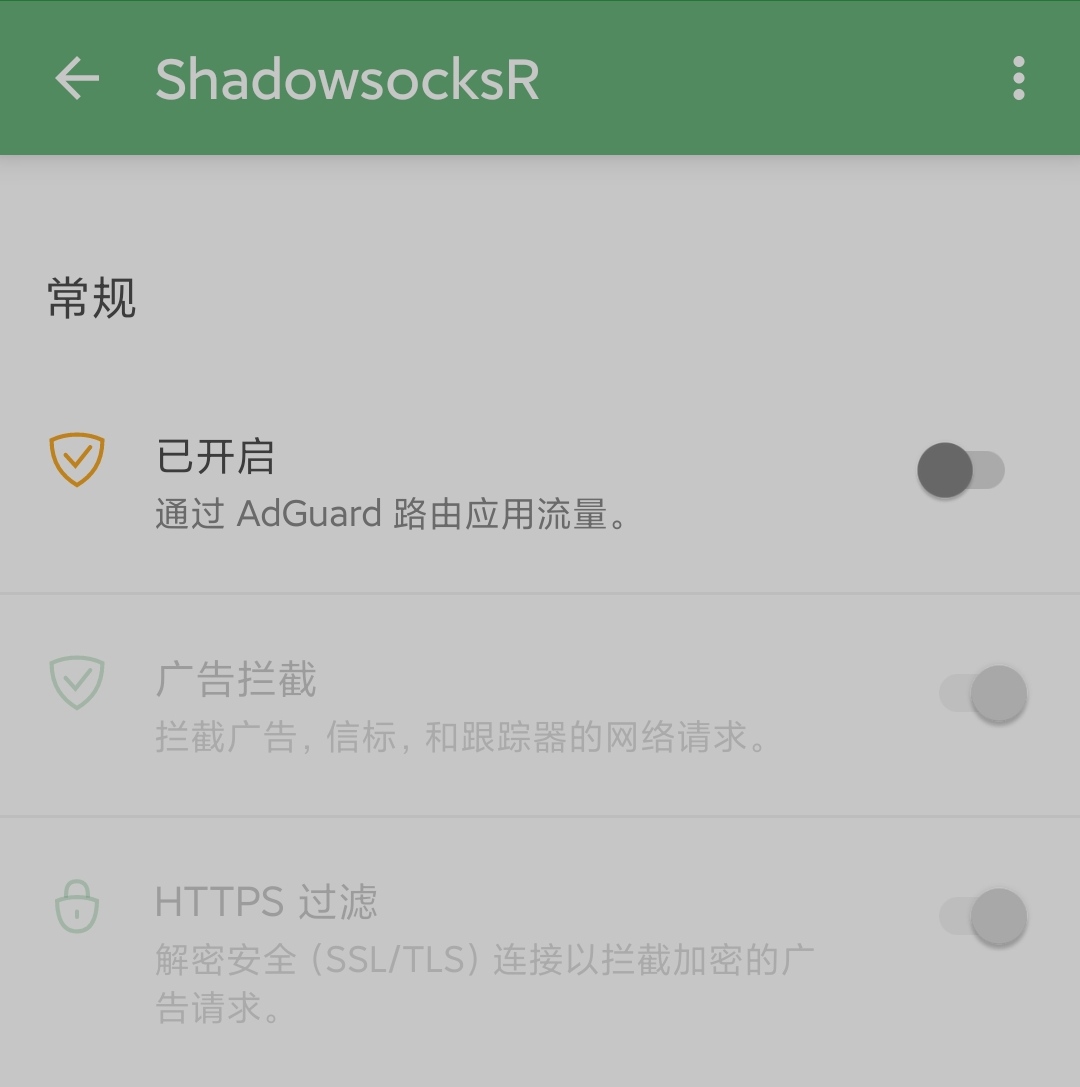 ShadowsocksR
常规
已开启
通过 AdGuard 路由应用流量。
广告拦截
拦截广告, 信标, 和跟踪器的网络请求。
HTTPS 过滤
解密安全 (SSL/TLS) 连接以拦截加密的广
告请求。